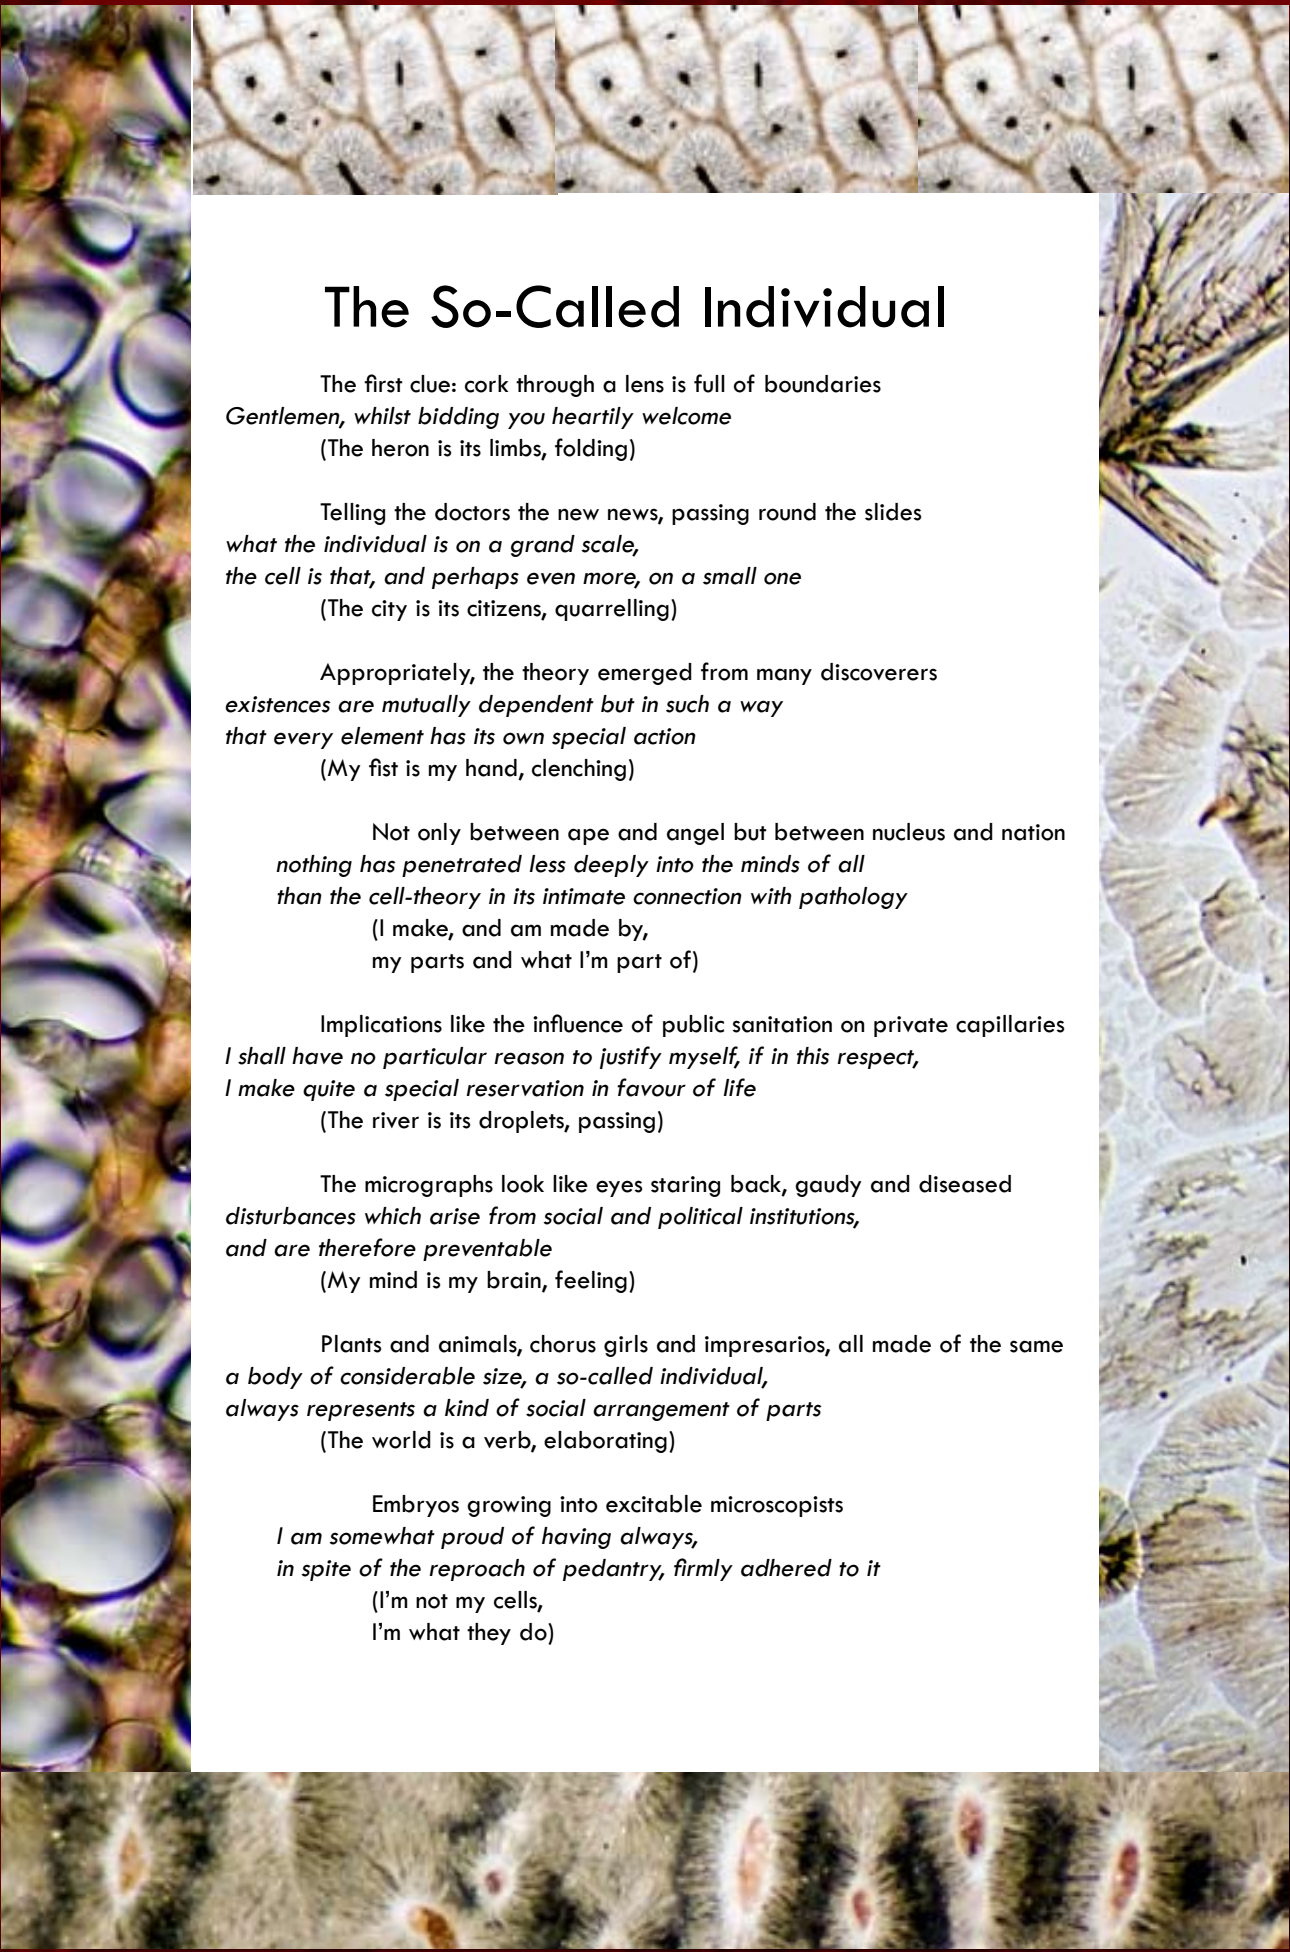 The So-Called Individual
The first clue: cork through a lens is full of boundaries
Gentlemen, whilst bidding you heartily welcome
(The heron is its limbs, folding)
Telling the doctors the new news, passing round the slides
what the individual is on a grand scale,
the cell is that, and perhaps even more, on a small one
(The city is its citizens, quarrelling)
Appropriately, the theory emerged from many discoverers
existences are mutually dependent but in such a way
that every element has its own special action
(My fist is my hand, clenching)
Not only between ape and angel but between nucleus and nation
nothing has penetrated less deeply into the minds of all
than the cell-theory in its intimate connection with pathology
(I make, and am made by,
my parts and what I'm part of)
Implications like the influence of public sanitation on private capillaries
I shall have no particular reason to justify myself, if in this respect,
I make quite a special reservation in favour of life
(The river is its droplets, passing)
The micrographs look like eyes staring back, gaudy and diseased
disturbances which arise from social and political institutions,
and are therefore preventable
(My mind is my brain, feeling)
Plants and animals, chorus girls and impresarios, all made of the same
a body of considerable size, a so-called individual,
always represents a kind of social arrangement of parts
(The world is a verb, elaborating)
Embryos growing into excitable microscopists
I am somewhat proud of having always,
in spite of the reproach of pedantry, firmly adhered to it
(I'm not my cells,
I'm what they do)